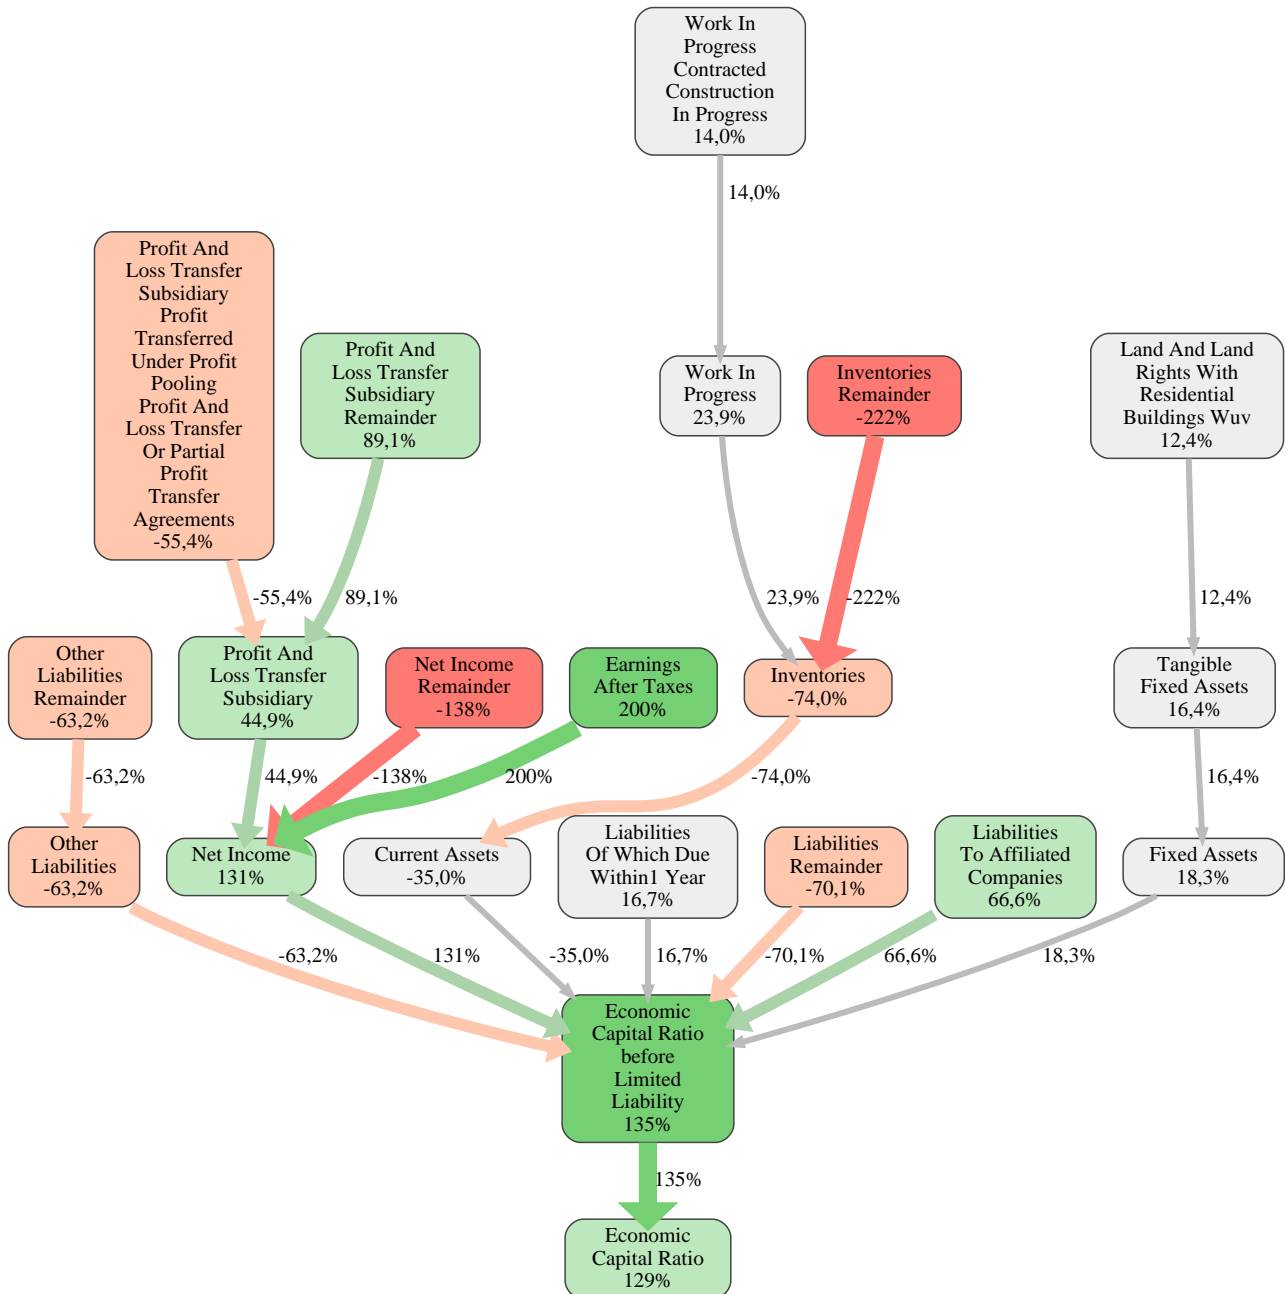 Work In
Progress
Contracted
Construction
In Progress
14,0%
14,0%
Profit And
Loss Transfer
Subsidiary
Profit
Transferred
Under Profit
Pooling
Profit And
Loss Transfer
Or Partial
Profit
Transfer
Agreements
-55,4%
Profit And
Loss Transfer
Subsidiary
Remainder
89,1%
Work In
Progress
23,9%
Inventories
Remainder
-222%
Land And Land
Rights With
Residential
Buildings Wuv
12,4%
-55,4%
89,1%
23,9%
-222%
12,4%
Other
Liabilities
Remainder
-63,2%
Profit And
Loss Transfer
Subsidiary
44,9%
Net Income
Remainder
-138%
Earnings
After Taxes
200%
Inventories
-74,0%
Tangible
Fixed Assets
16,4%
-63,2%
44,9%
-138%
200%
-74,0%
16,4%
Other
Liabilities
-63,2%
Net Income
131%
Current Assets
-35,0%
Liabilities
Of Which Due
Within1 Year
16,7%
Liabilities
Remainder
-70,1%
Liabilities
To Affiliated
Companies
66,6%
Fixed Assets
18,3%
-63,2%
131%
-35,0%
16,7%
-70,1%
66,6%
18,3%
Economic
Capital Ratio
before
Limited
Liability
135%
135%
Economic
Capital Ratio
129%